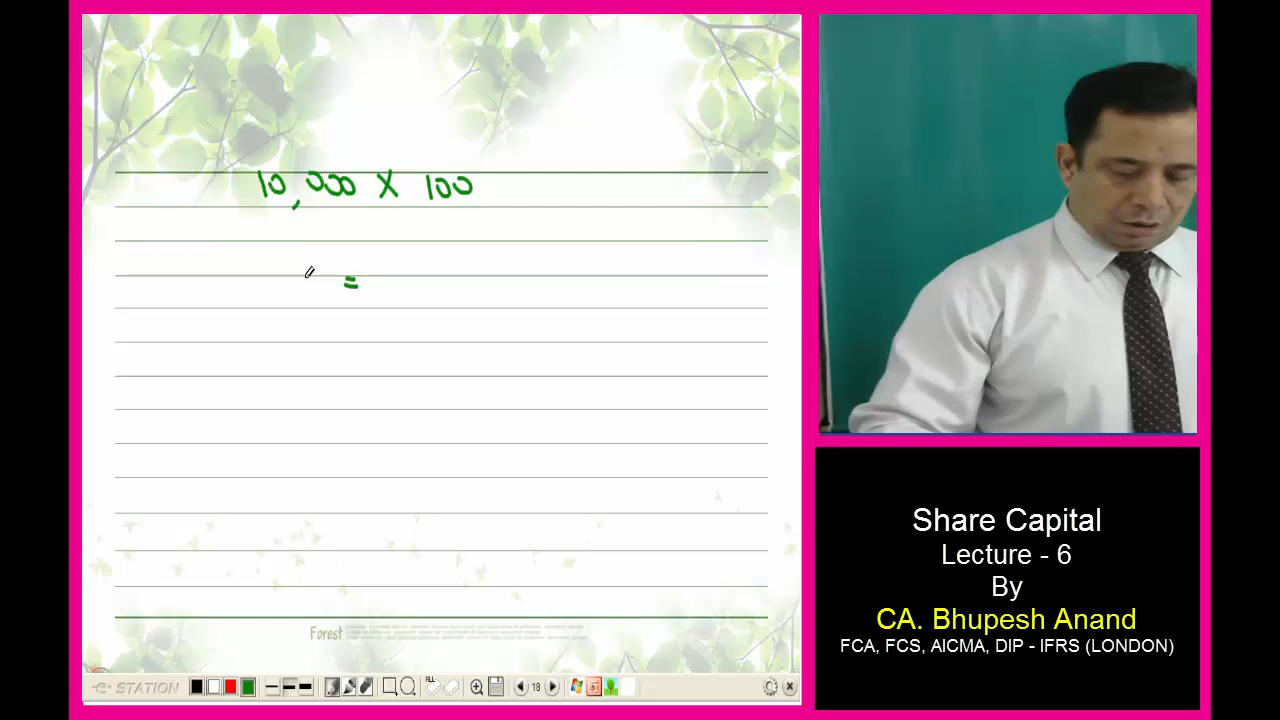 10,000 X 100
=
Share Capital
Lecture - 6
By
CA. Bhupesh Anand
FCA, FCS, AICMA, DIP - IFRS (LONDON)
Forest
STATION
ALL
18